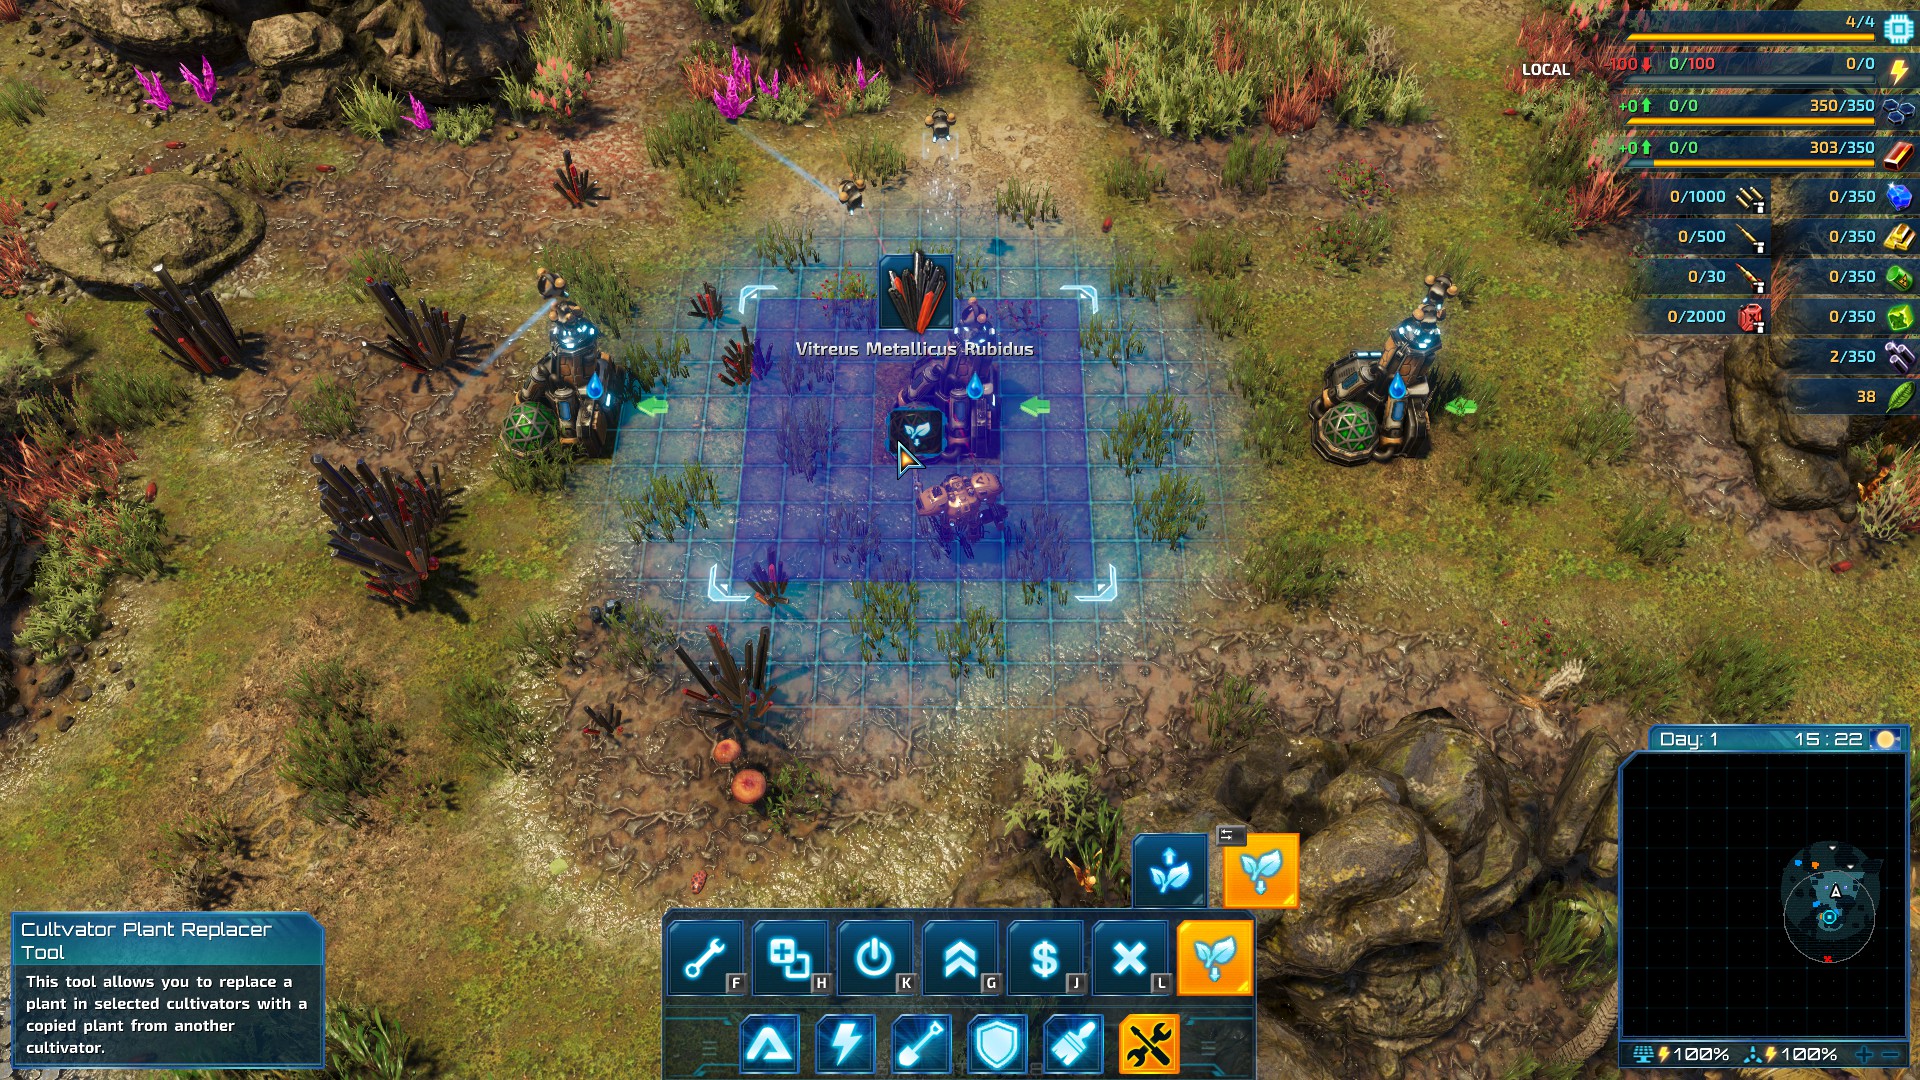 4/4
LOCAL
-100 0/100 0/0
+0 0/0 350/350
+0 0/0 303/350
0/1000 0/350
0/500 0/350
0/30 0/350
0/2000 0/350
2/350
38
Vitreus Metallicus Rubidus
Day: 1 15:22
Cultvator Plant Replacer
Tool
This tool allows you to replace a
plant in selected cultivators with a
copied plant from another
cultivator.
F H K G J L
$
100% 100%